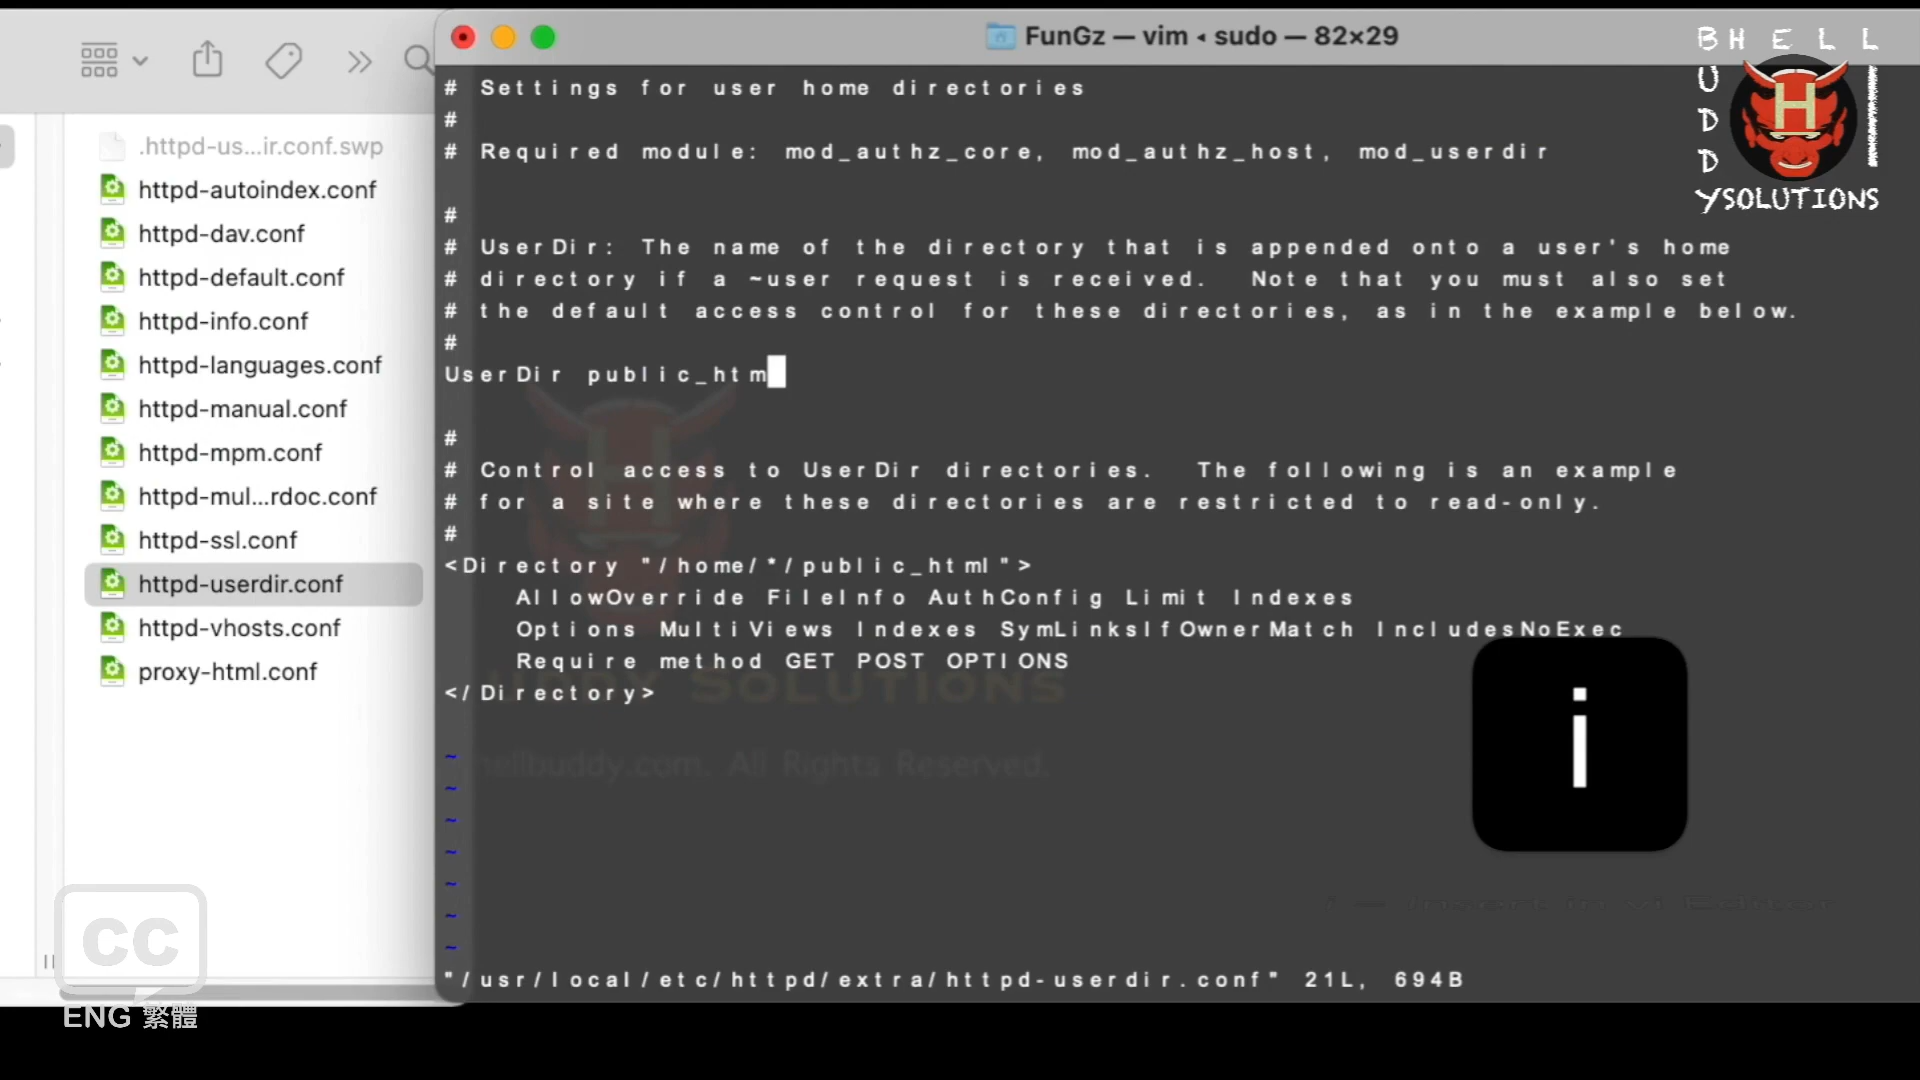 FunGz — vim ◂ sudo — 82×29
BHELL
UDDYSOLUTIONS
H
.httpd-us...ir.conf.swp
httpd-autoindex.conf
httpd-dav.conf
httpd-default.conf
httpd-info.conf
httpd-languages.conf
httpd-manual.conf
httpd-mpm.conf
httpd-mul...rdoc.conf
httpd-ssl.conf
httpd-userdir.conf
httpd-vhosts.conf
proxy-html.conf
# Settings for user home directories
#
# Required module: mod_authz_core, mod_authz_host, mod_userdir
#
# UserDir: The name of the directory that is appended onto a user's home
# directory if a ~user request is received.  Note that you must also set
# the default access control for these directories, as in the example below.
#
UserDir public_htm
#
# Control access to UserDir directories.  The following is an example
# for a site where these directories are restricted to read-only.
#
<Directory "/home/*/public_html">
    AllowOverride FileInfo AuthConfig Limit Indexes
    Options MultiViews Indexes SymLinksIfOwnerMatch IncludesNoExec
    Require method GET POST OPTIONS
</Directory>
~
~
~
~
~
~
~
"/usr/local/etc/httpd/extra/httpd-userdir.conf" 21L, 694B
i
SOLUTIONS
hellbuddy.com. All Rights Reserved.
CC
ENG 繁體